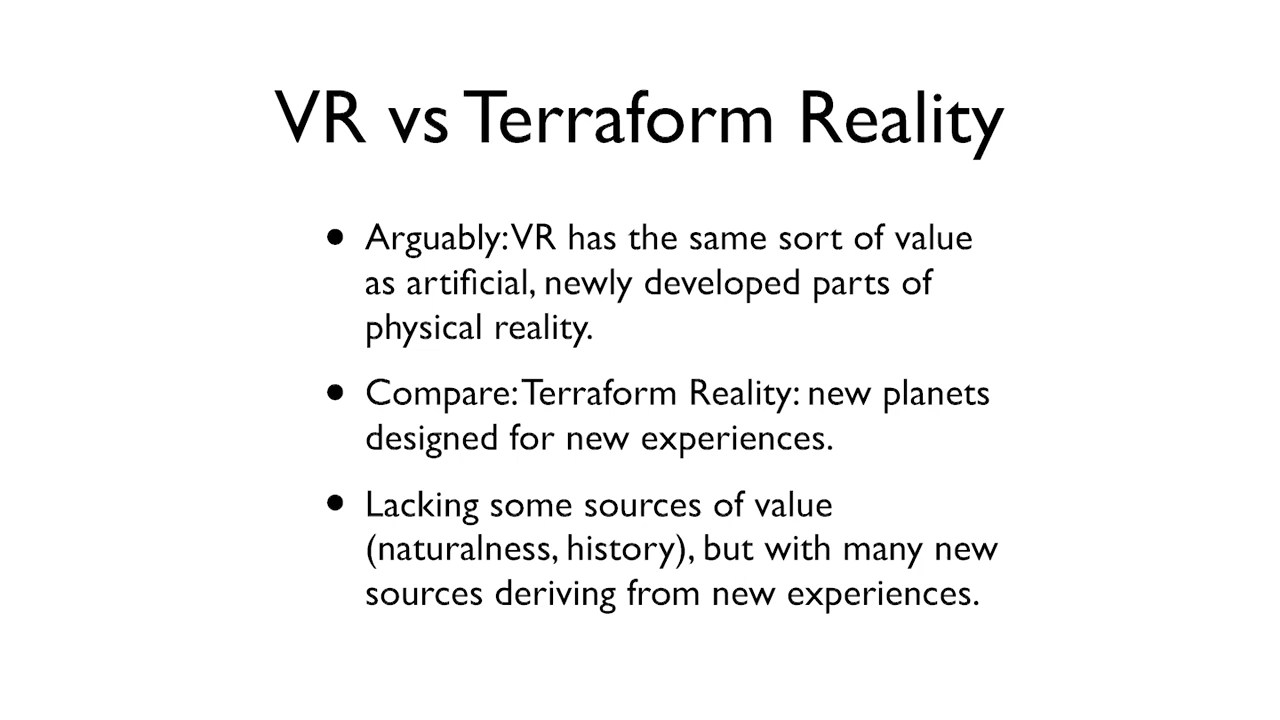 VR vs Terraform Reality
• Arguably: VR has the same sort of value
as artificial, newly developed parts of
physical reality.
• Compare: Terraform Reality: new planets
designed for new experiences.
• Lacking some sources of value
(naturalness, history), but with many new
sources deriving from new experiences.